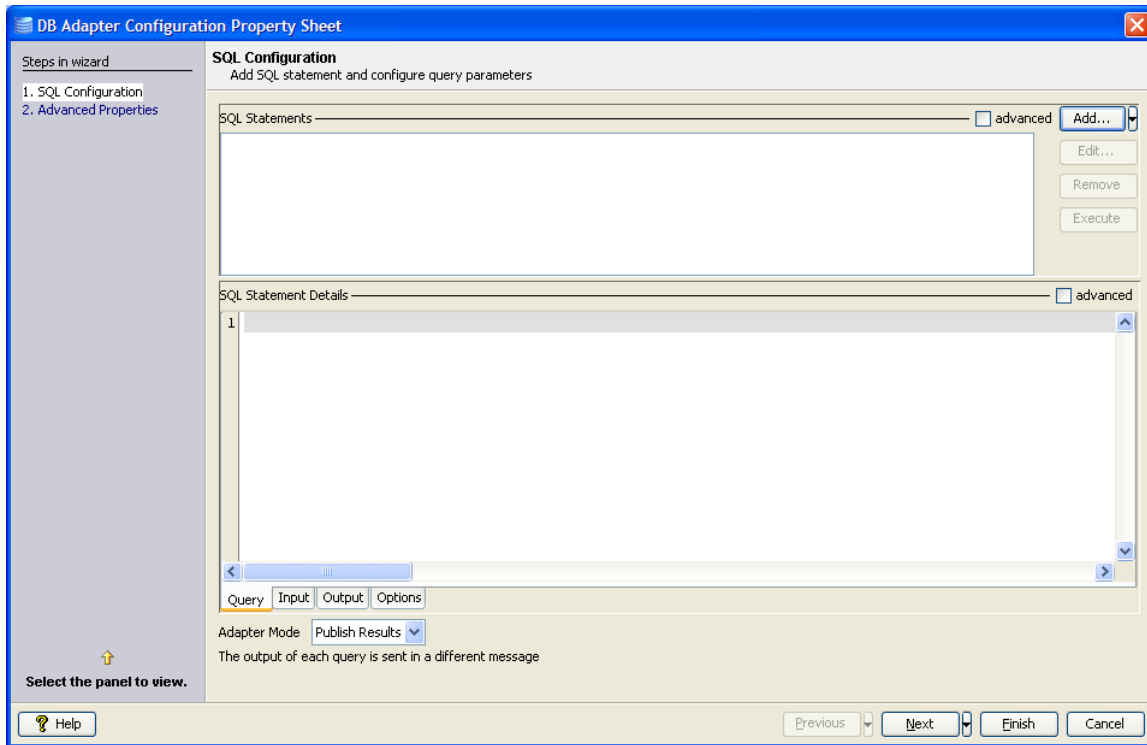 DB Adapter Configuration Property Sheet
Steps in wizard
1. SQL Configuration
2. Advanced Properties
SQL Configuration
Add SQL statement and configure query parameters
SQL Statements
advanced
Add...
Edit...
Remove
Execute
SQL Statement Details
advanced
1
Query
Input
Output
Options
Adapter Mode
Publish Results
The output of each query is sent in a different message
Select the panel to view.
Help
Previous
Next
Finish
Cancel